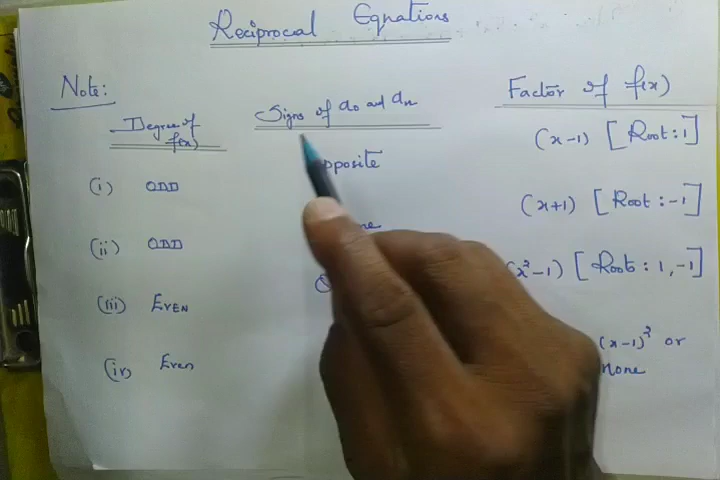 Reciprocal Equations
Note:
Degree of f(x)
Signs of a0 and an
Factor of f(x)
(i) ODD
(x-1) [Root: 1]
(ii) ODD
(x+1) [Root: -1]
(iii) EVEN
(x²-1) [Root: 1, -1]
(iv) Even
(x-1)² or
none